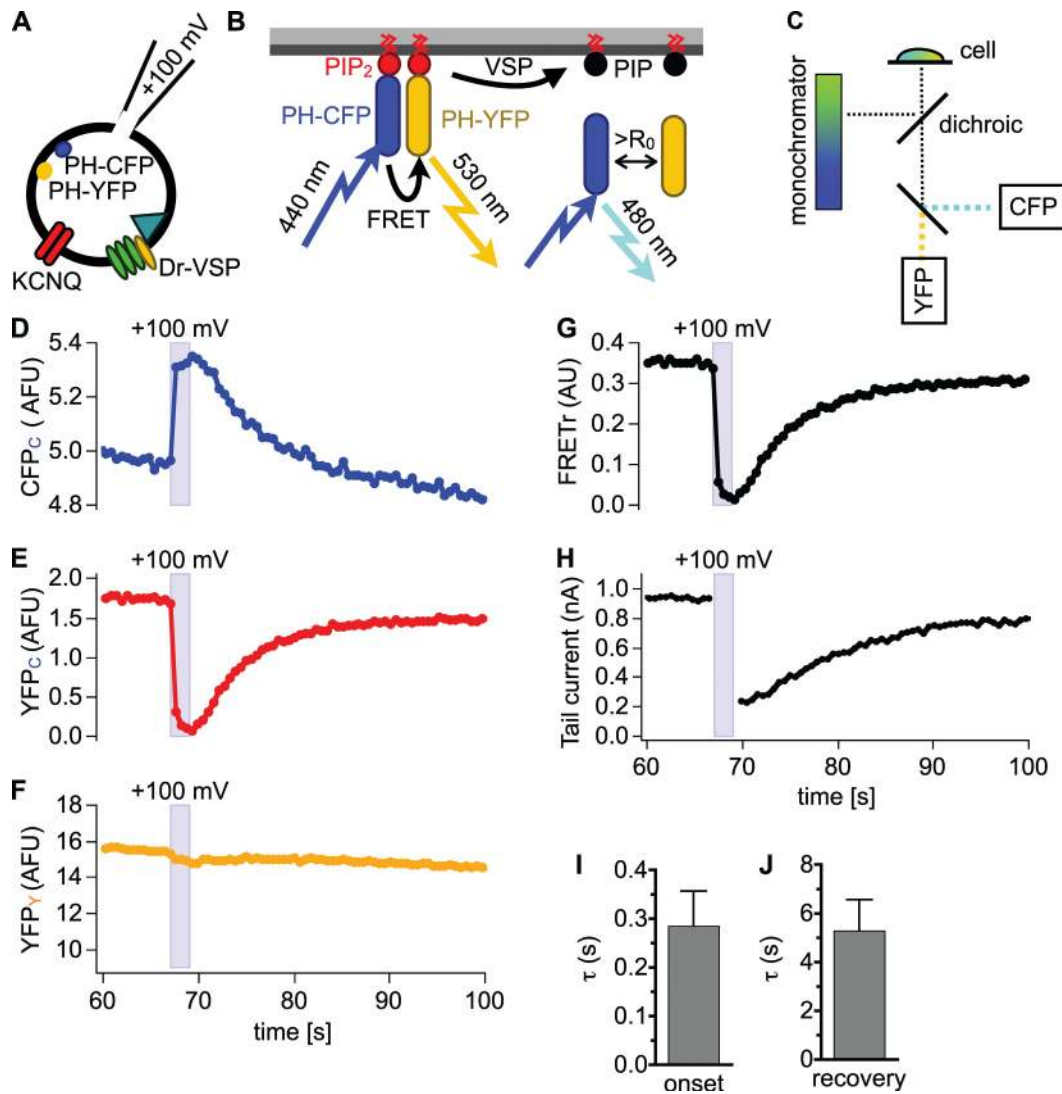 A
+100 mV
PH-CFP
PH-YFP
KCNQ
Dr-VSP
B
PIP₂
VSP
PIP
PH-CFP
PH-YFP
>R₀
440 nm
FRET
530 nm
480 nm
C
cell
monochromator
dichroic
CFP
YFP
D
+100 mV
CFP_C (AFU)
5.4
5.2
5.0
4.8
E
+100 mV
YFP_C (AFU)
2.0
1.5
1.0
0.5
0.0
F
+100 mV
YFP_Y (AFU)
18
16
14
12
10
60 70 80 90 100
time [s]
G
+100 mV
FRETr (AU)
0.4
0.3
0.2
0.1
0.0
H
+100 mV
Tail current (nA)
1.0
0.8
0.6
0.4
0.2
60 70 80 90 100
time [s]
I
τ (s)
0.4
0.3
0.2
0.1
0.0
onset
J
τ (s)
8
6
4
2
0
recovery